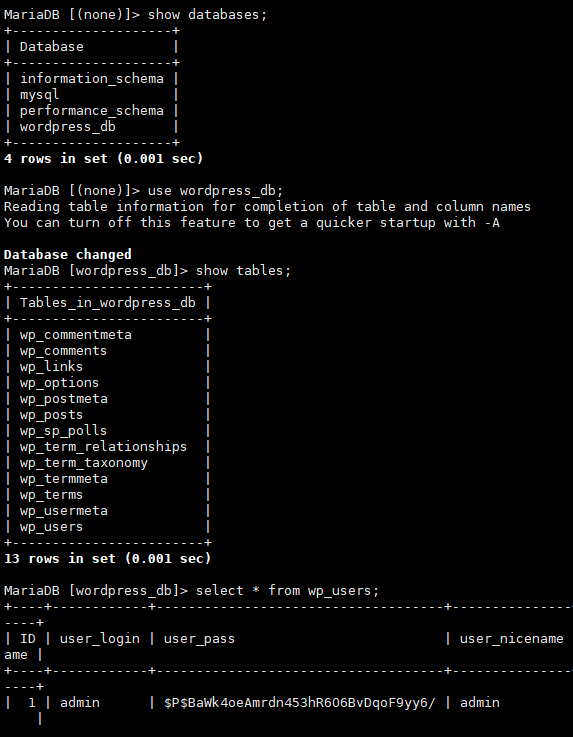 MariaDB [(none)]> show databases;
+--------------------+
| Database           |
+--------------------+
| information_schema |
| mysql              |
| performance_schema |
| wordpress_db       |
+--------------------+
4 rows in set (0.001 sec)

MariaDB [(none)]> use wordpress_db;
Reading table information for completion of table and column names
You can turn off this feature to get a quicker startup with -A

Database changed
MariaDB [wordpress_db]> show tables;
+------------------------+
| Tables_in_wordpress_db |
+------------------------+
| wp_commentmeta         |
| wp_comments            |
| wp_links               |
| wp_options             |
| wp_postmeta            |
| wp_posts               |
| wp_sp_polls            |
| wp_term_relationships  |
| wp_term_taxonomy       |
| wp_termmeta            |
| wp_terms               |
| wp_usermeta            |
| wp_users               |
+------------------------+
13 rows in set (0.001 sec)

MariaDB [wordpress_db]> select * from wp_users;
+----+------------+------------------------------------+---------------
----+
| ID | user_login | user_pass                          | user_nicename
ame |
+----+------------+------------------------------------+---------------
----+
|  1 | admin      | $P$BaWk4oeAmrdn453hR6O6BvDqoF9yy6/ | admin
    |